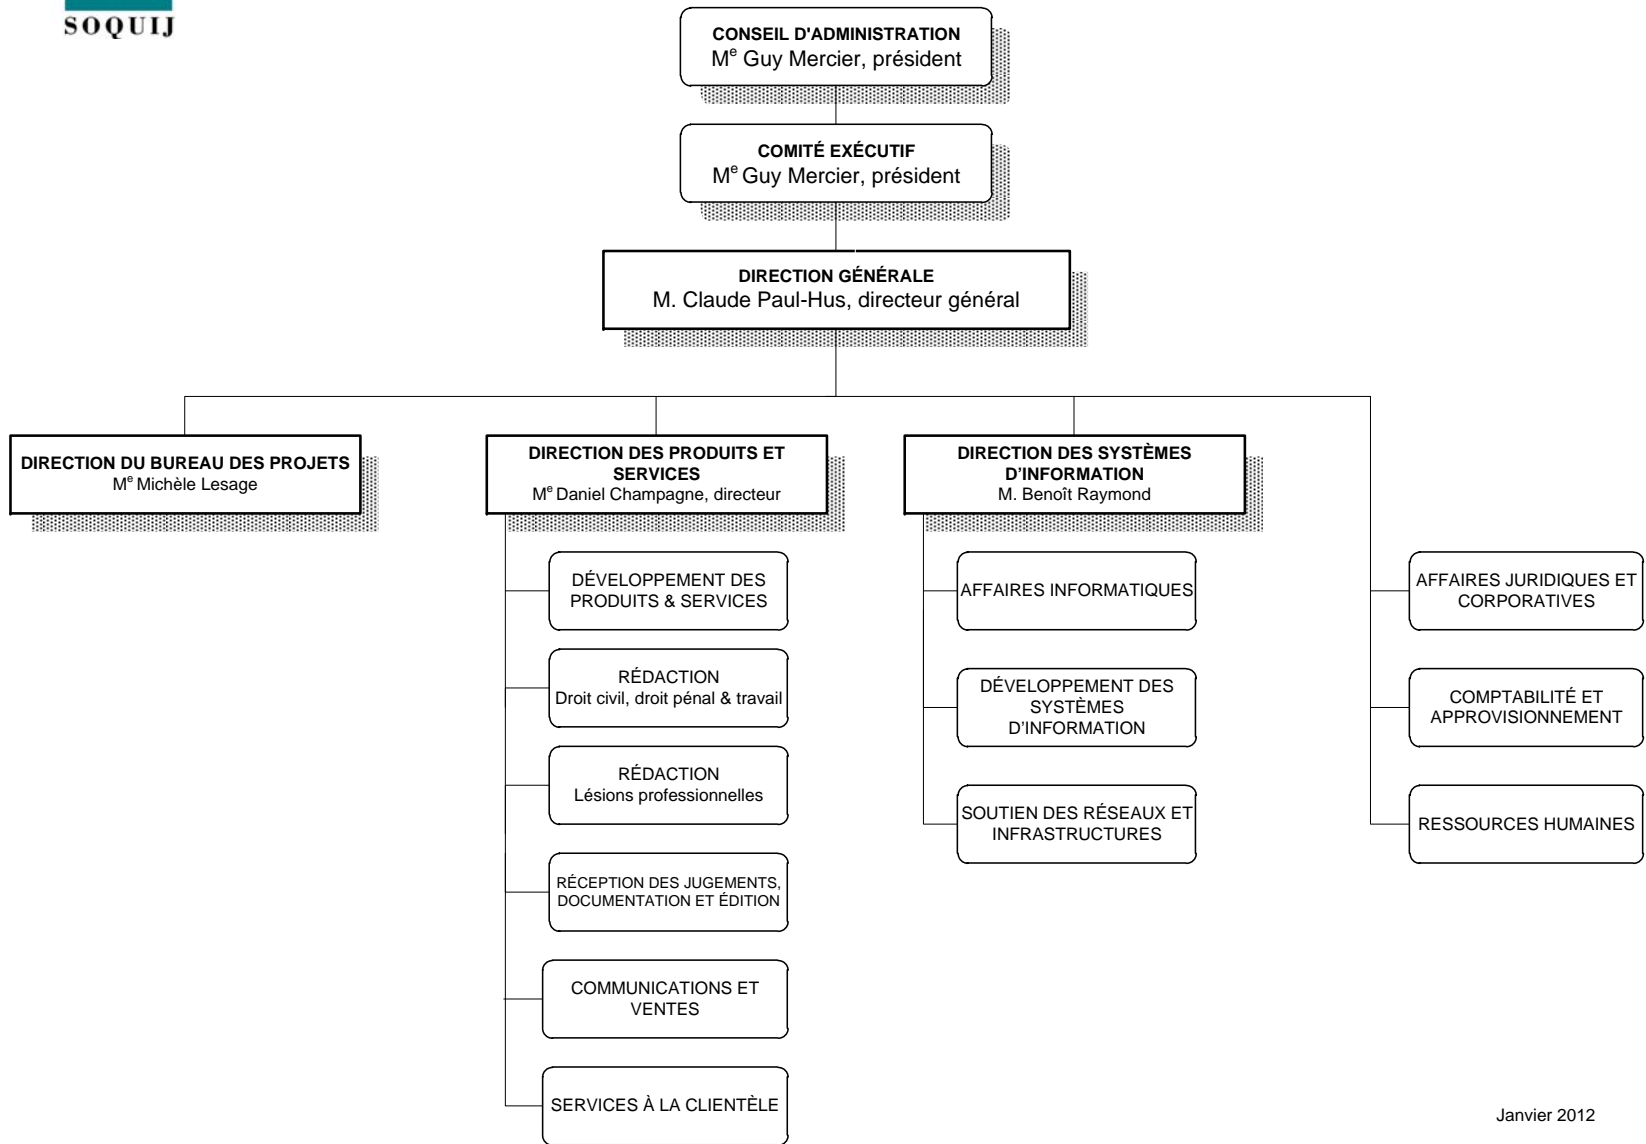 SOQUIJ
CONSEIL D'ADMINISTRATION
Me Guy Mercier, président
COMITÉ EXÉCUTIF
Me Guy Mercier, président
DIRECTION GÉNÉRALE
M. Claude Paul-Hus, directeur général
DIRECTION DU BUREAU DES PROJETS
Me Michèle Lesage
DIRECTION DES PRODUITS ET
SERVICES
Me Daniel Champagne, directeur
DIRECTION DES SYSTÈMES
D’INFORMATION
M. Benoît Raymond
DÉVELOPPEMENT DES
PRODUITS & SERVICES
RÉDACTION
Droit civil, droit pénal & travail
RÉDACTION
Lésions professionnelles
RÉCEPTION DES JUGEMENTS,
DOCUMENTATION ET ÉDITION
COMMUNICATIONS ET
VENTES
SERVICES À LA CLIENTÈLE
AFFAIRES INFORMATIQUES
DÉVELOPPEMENT DES
SYSTÈMES
D’INFORMATION
SOUTIEN DES RÉSEAUX ET
INFRASTRUCTURES
AFFAIRES JURIDIQUES ET
CORPORATIVES
COMPTABILITÉ ET
APPROVISIONNEMENT
RESSOURCES HUMAINES
Janvier 2012